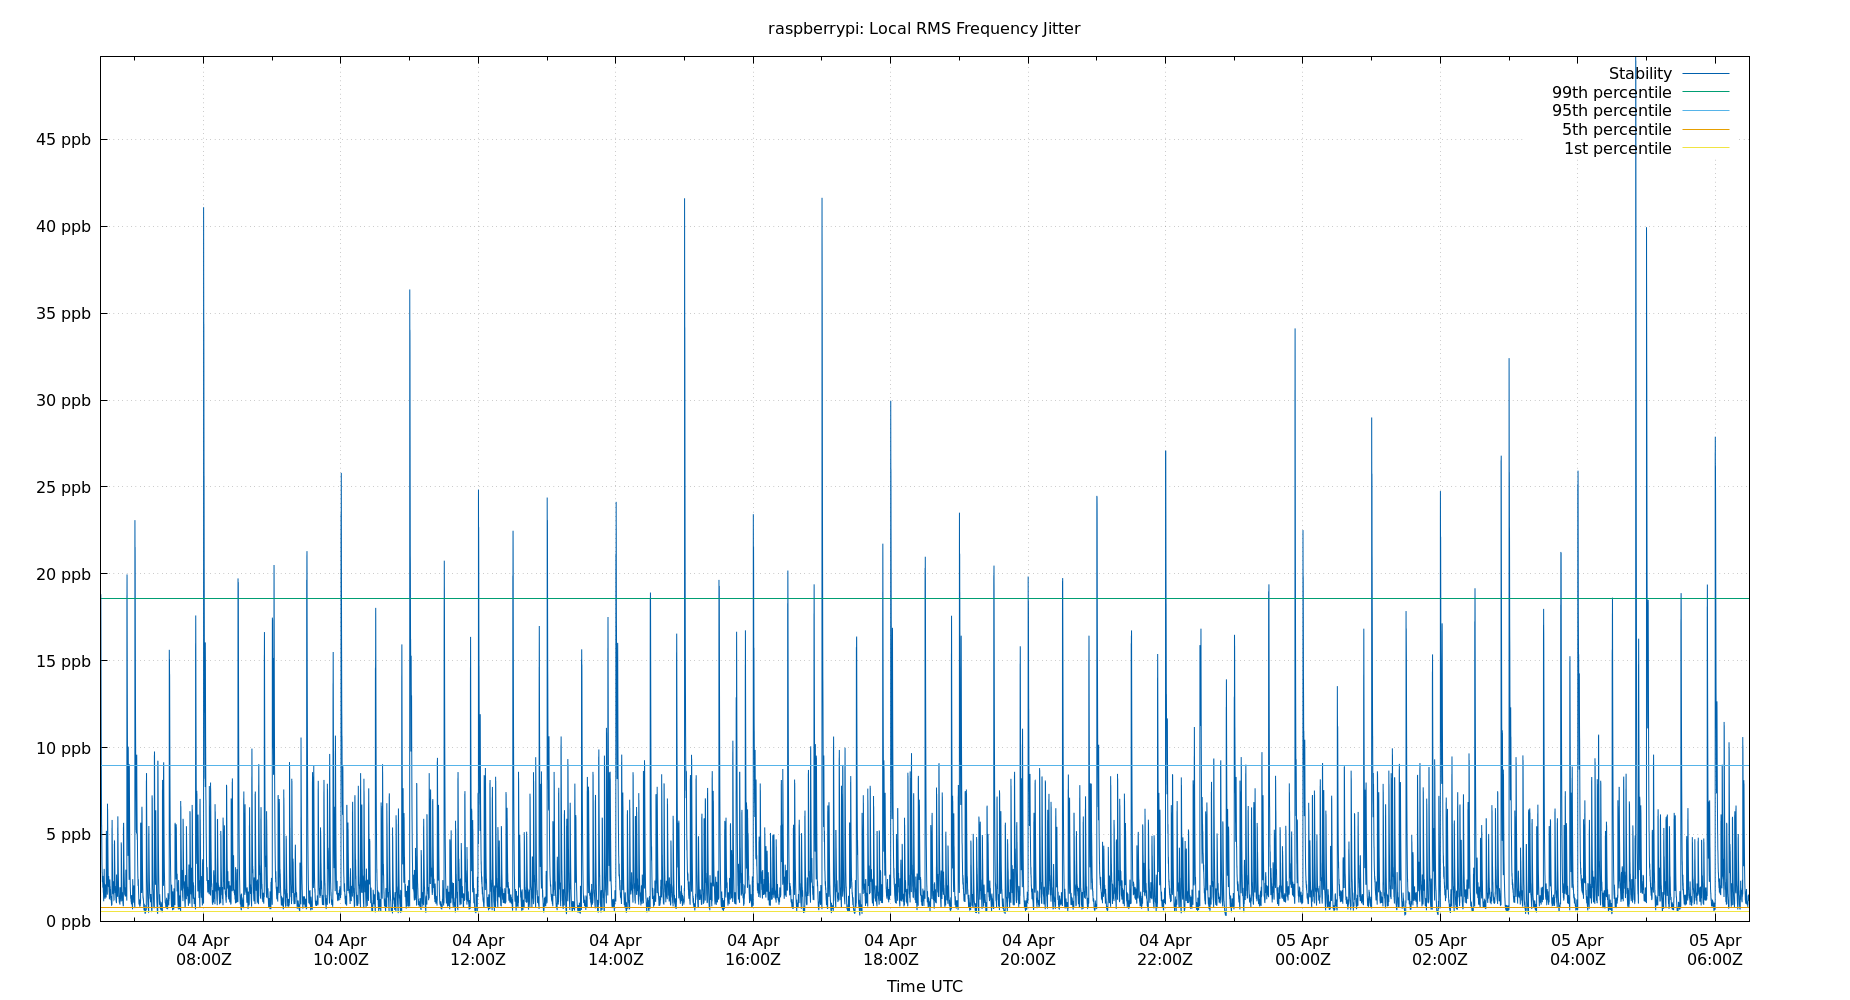 raspberrypi: Local RMS Frequency Jitter
Stability
99th percentile
95th percentile
5th percentile
1st percentile
45 ppb
40 ppb
35 ppb
30 ppb
25 ppb
20 ppb
15 ppb
10 ppb
5 ppb
0 ppb
04 Apr 04 Apr 04 Apr 04 Apr 04 Apr 04 Apr 04 Apr 04 Apr 05 Apr 05 Apr 05 Apr 05 Apr
08:00Z 10:00Z 12:00Z 14:00Z 16:00Z 18:00Z 20:00Z 22:00Z 00:00Z 02:00Z 04:00Z 06:00Z
Time UTC